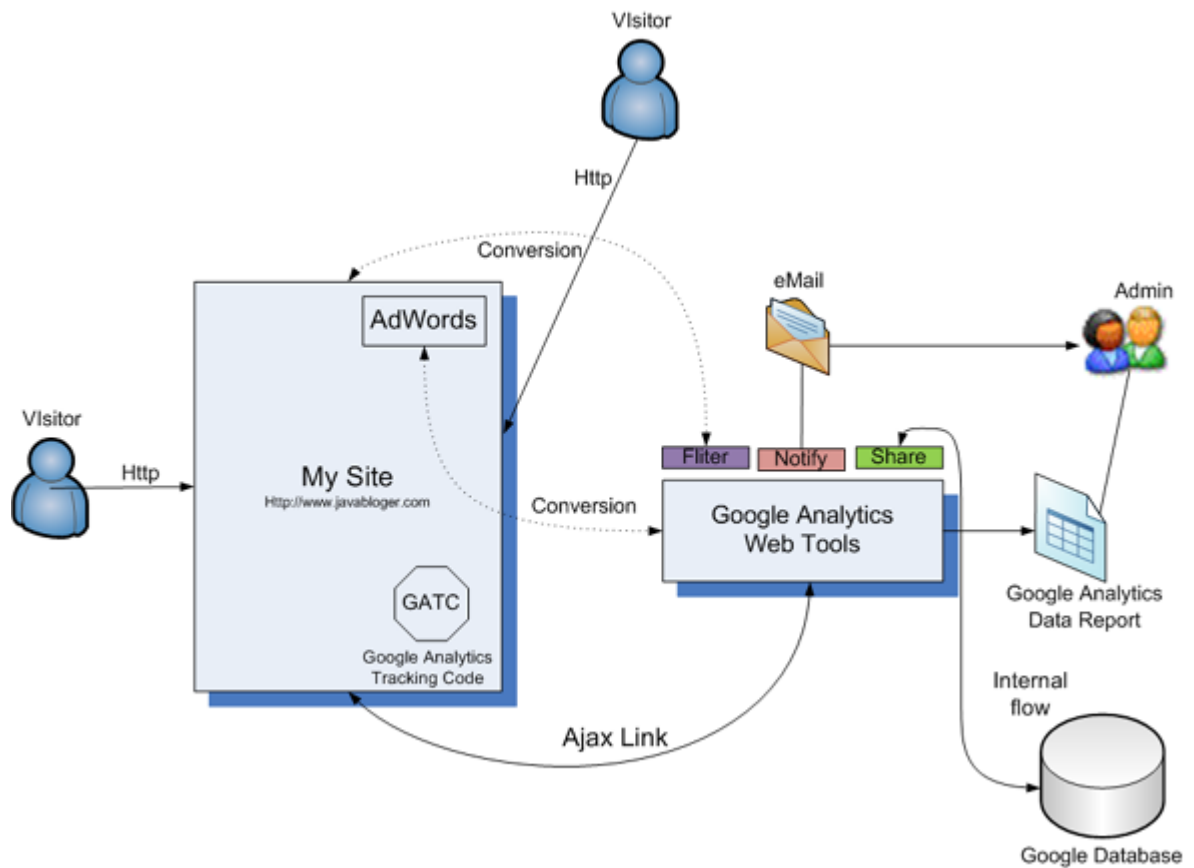 VIsitor
Http
Conversion
eMail
Admin
AdWords
VIsitor
Http
My Site
Http://www.javabloger.com
Fliter
Notify
Share
Conversion
Google Analytics
Web Tools
GATC
Google Analytics
Tracking Code
Google Analytics
Data Report
Ajax Link
Internal
flow
Google Database